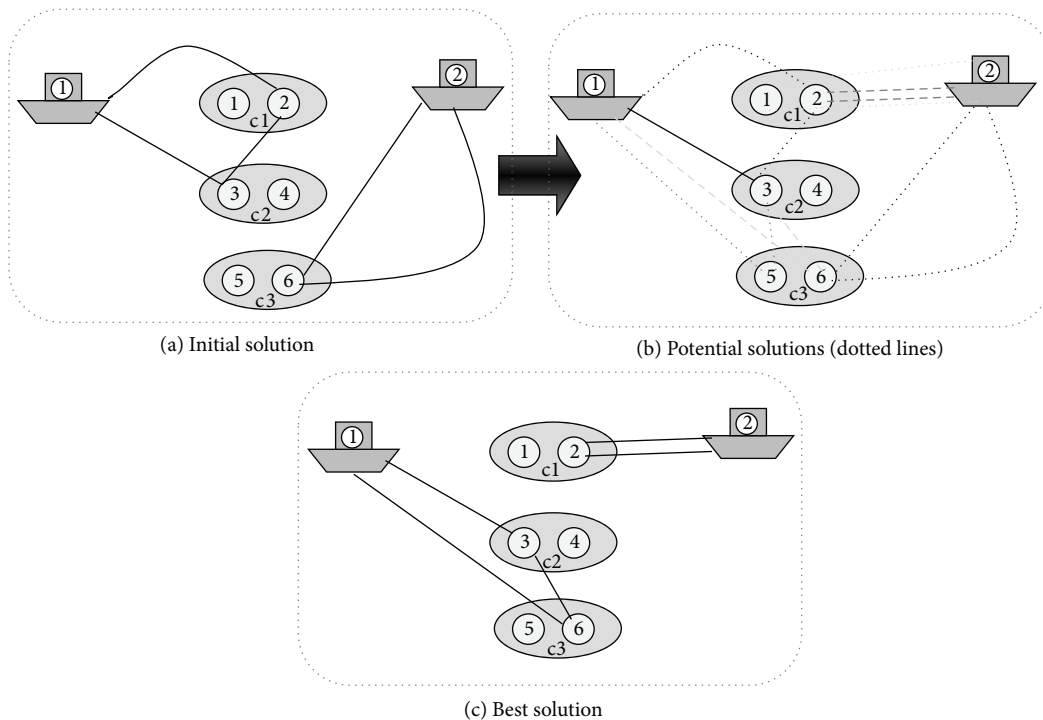 1
2
1 2
c1
3 4
c2
5 6
c3
(a) Initial solution
1
2
1 2
c1
3 4
c2
5 6
c3
(b) Potential solutions (dotted lines)
1
2
1 2
c1
3 4
c2
5 6
c3
(c) Best solution